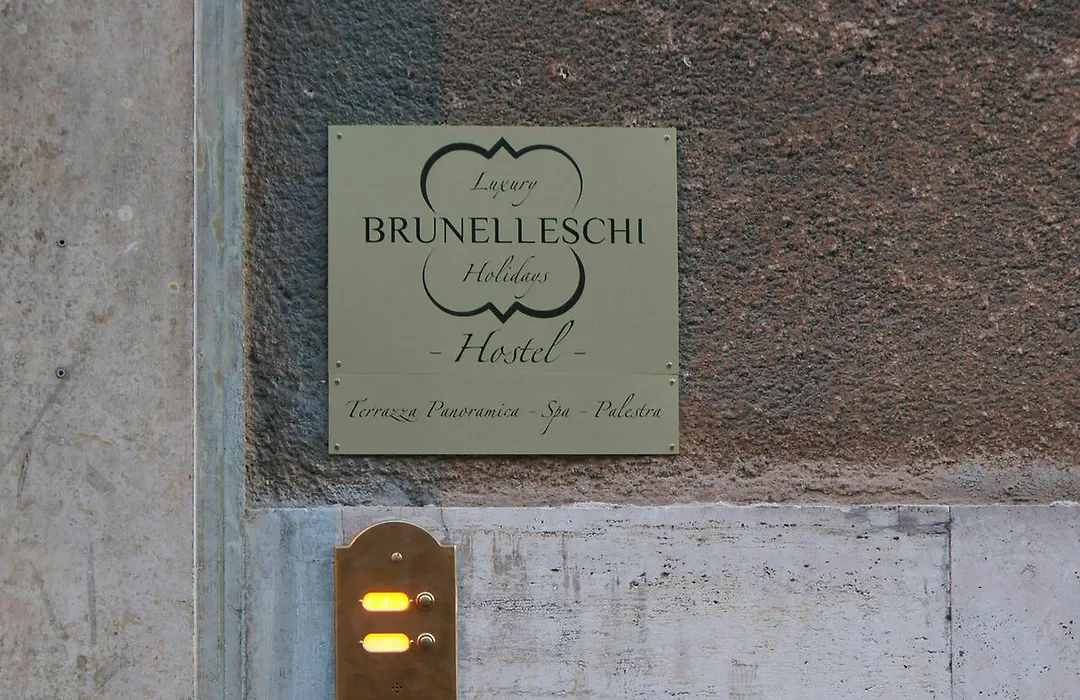 Luxury
BRUNELLESCHI
Holidays
- Hostel -
Terrazza Panoramica - Spa - Palestra